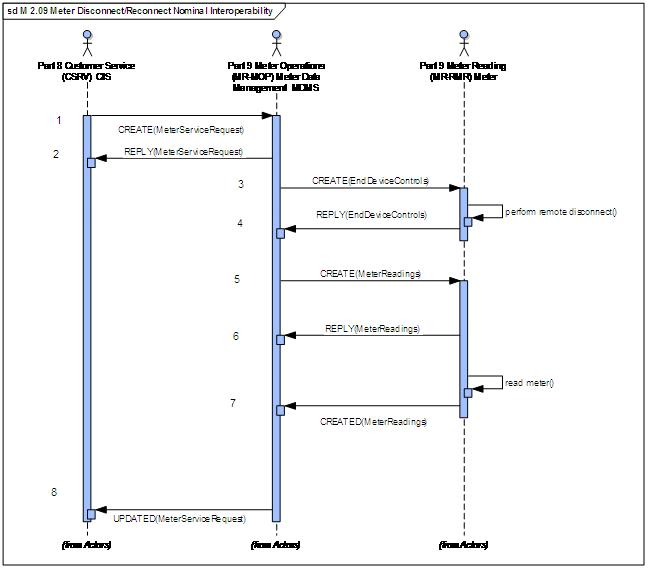 sd M 2.09 Meter Disconnect/Reconnect Nominal Interoperability
Part 8 Customer Service
(CSRV) CIS
Part 9 Meter Operations
(MR-MOP) Meter Data
Management MDMS
Part 9 Meter Reading
(MR-RMR) Meter
1
CREATE(MeterServiceRequest)
2
REPLY(MeterServiceRequest)
3
CREATE(EndDeviceControls)
perform remote disconnect()
4
REPLY(EndDeviceControls)
5
CREATE(MeterReadings)
6
REPLY(MeterReadings)
read meter()
7
CREATED(MeterReadings)
8
UPDATED(MeterServiceRequest)
(from Actors)
(from Actors)
(from Actors)